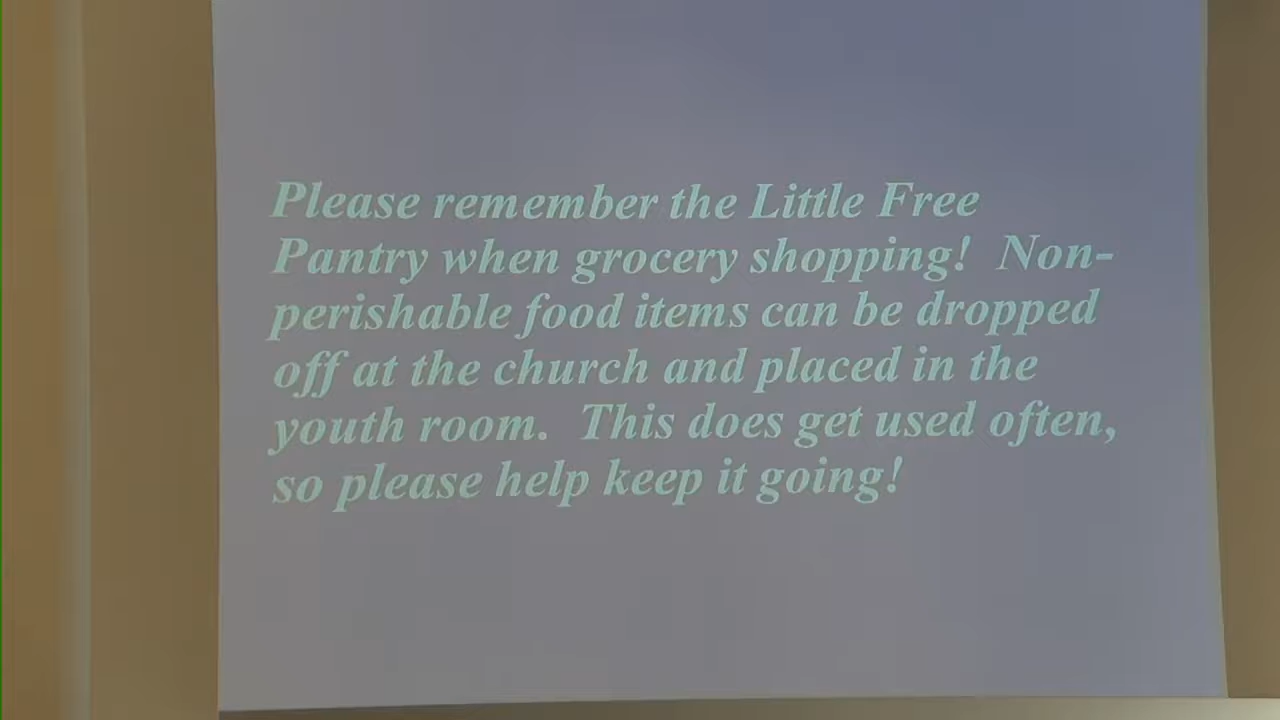 Please remember the Little Free
Pantry when grocery shopping!  Non-
perishable food items can be dropped
off at the church and placed in the
youth room.  This does get used often,
so please help keep it going!